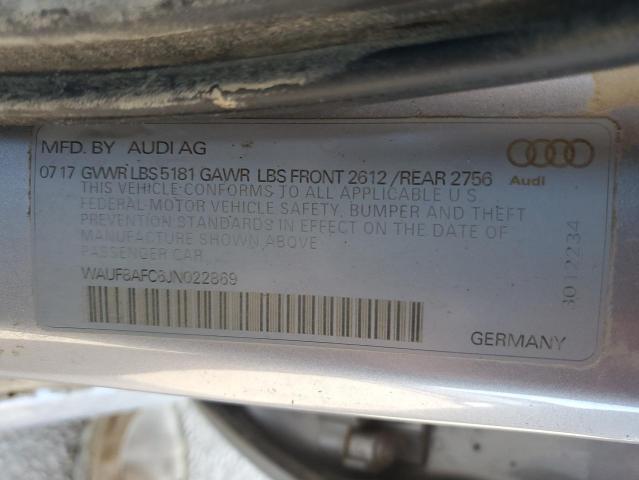 MFD. BY AUDI AG
07 17 GVWR LBS 5181 GAWR LBS FRONT 2612 / REAR 2756
THIS VEHICLE CONFORMS TO ALL APPLICABLE U S
FEDERAL MOTOR VEHICLE SAFETY, BUMPER AND THEFT
PREVENTION STANDARDS IN EFFECT ON THE DATE OF
MANUFACTURE SHOWN ABOVE
PASSENGER CAR
WAUF8AFC6JN022869
GERMANY
Audi